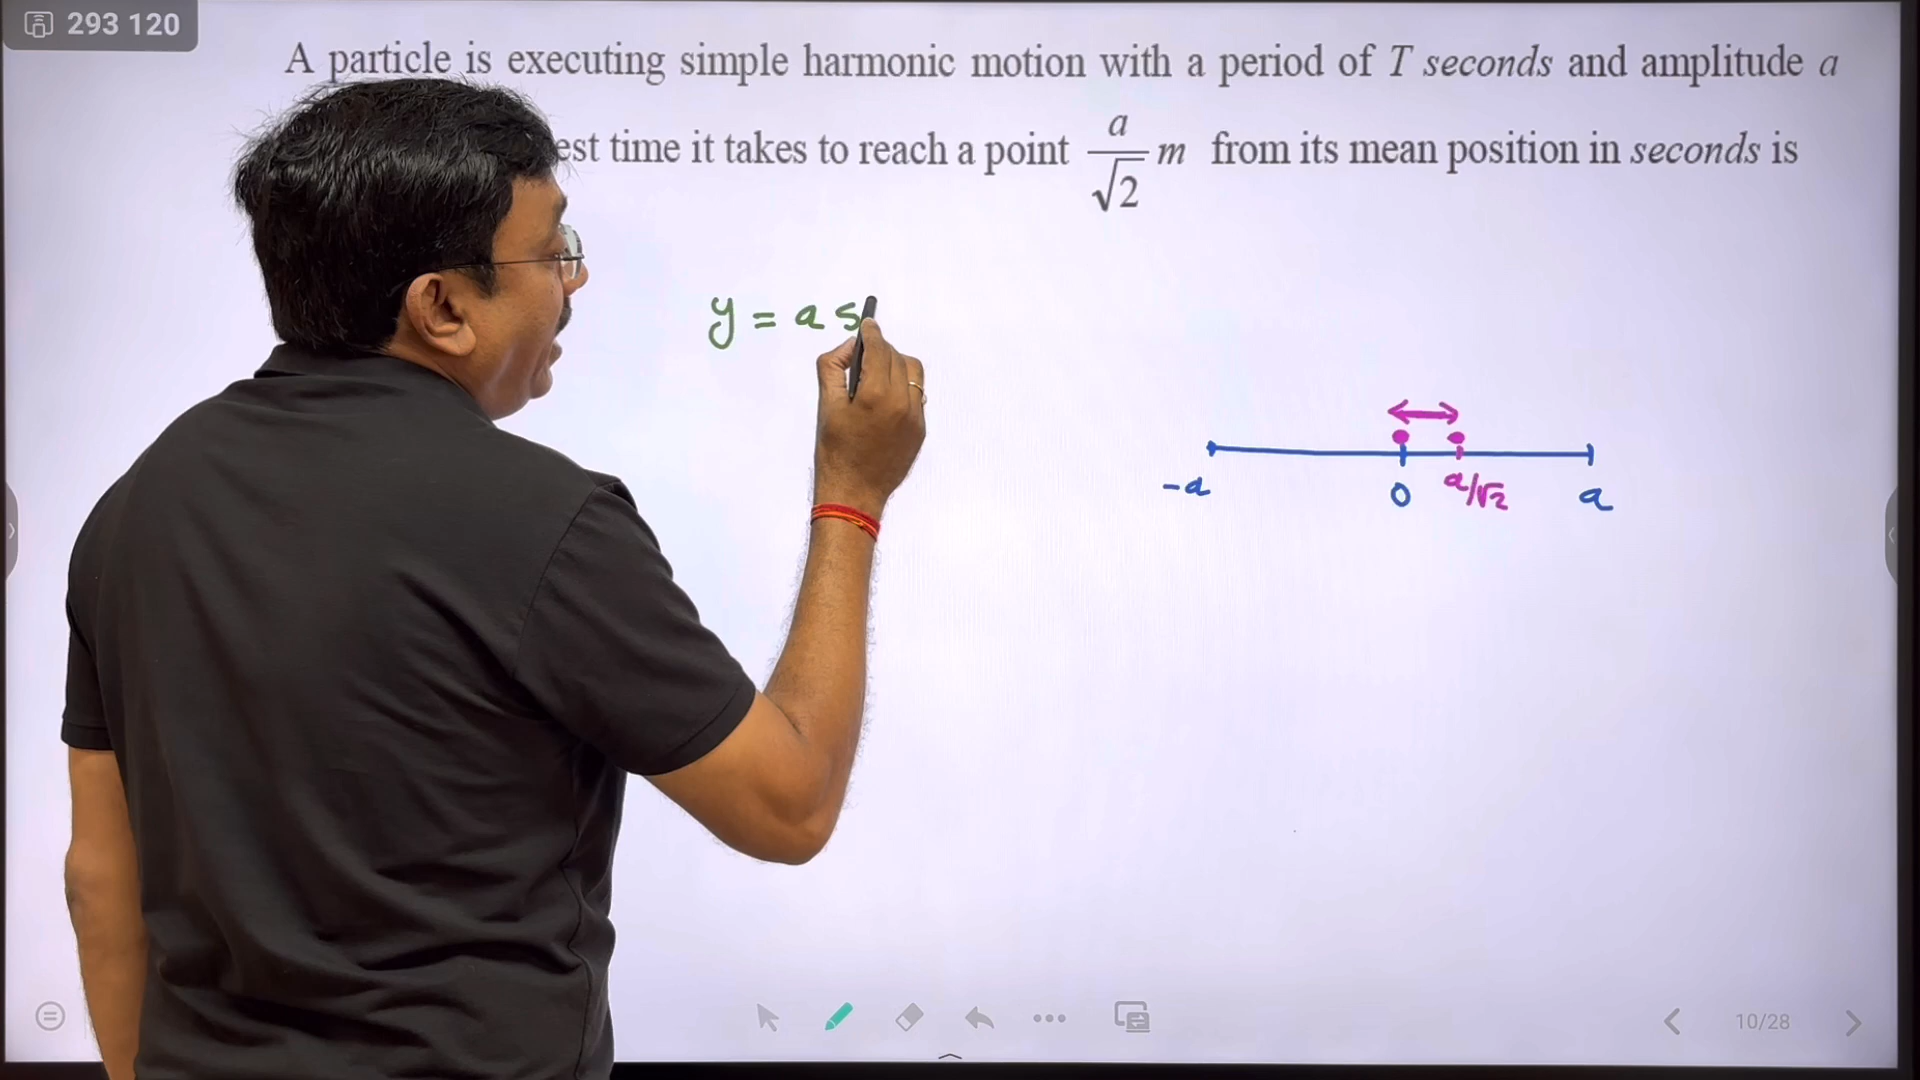 293 120
A particle is executing simple harmonic motion with a period of T seconds and amplitude a
est time it takes to reach a point a/√2 m from its mean position in seconds is
y = a s
-a 0 a/√2 a
10/28